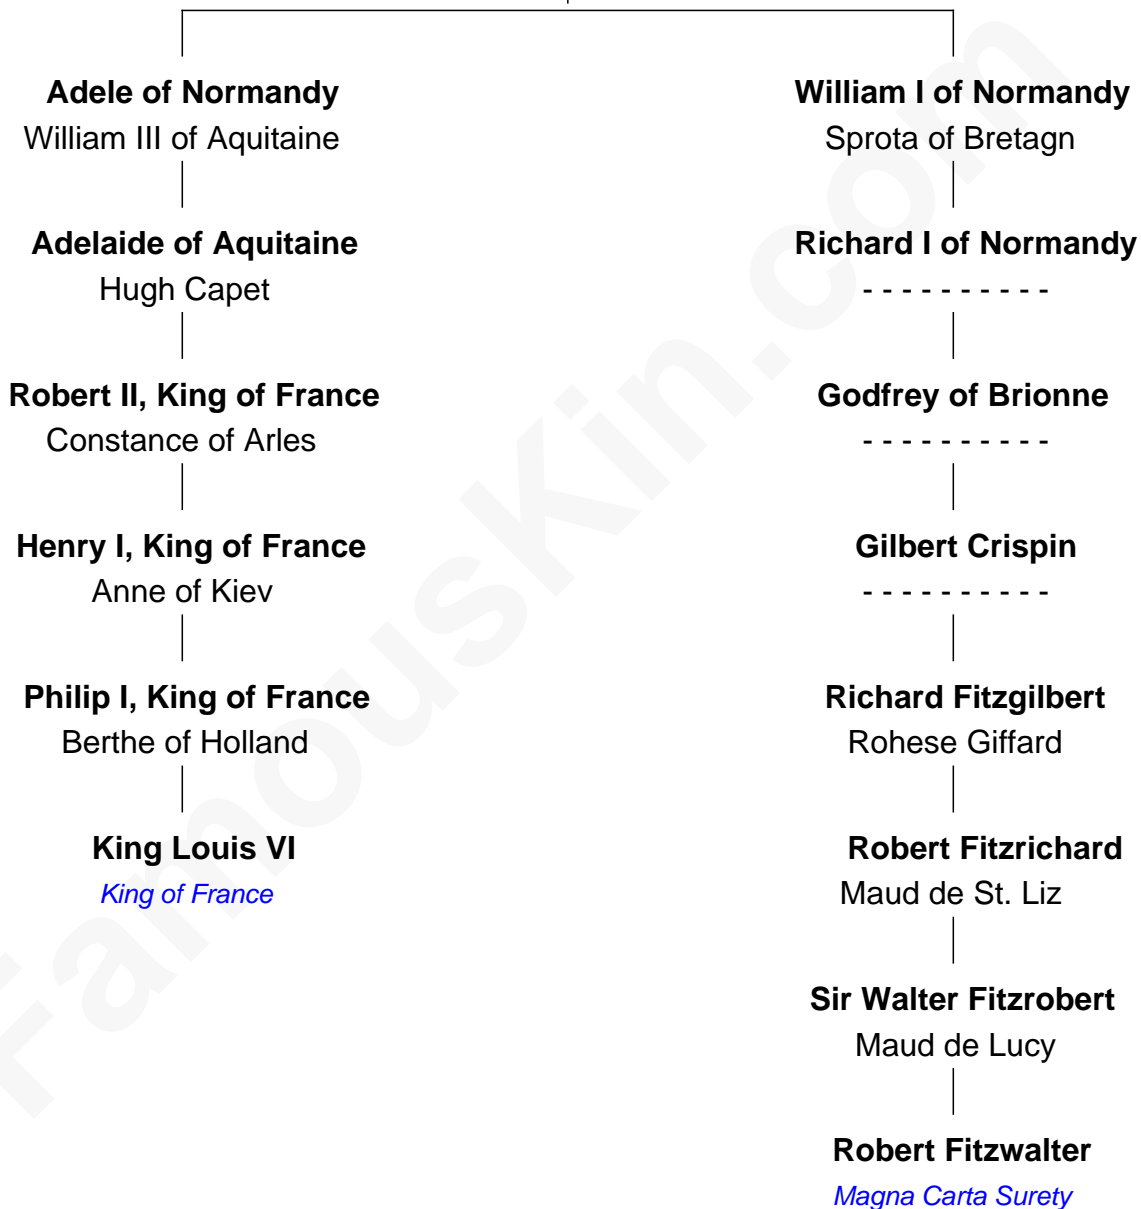 Adele of Normandy
William III of Aquitaine
Adelaide of Aquitaine
Hugh Capet
Robert II, King of France
Constance of Arles
Henry I, King of France
Anne of Kiev
Philip I, King of France
Berthe of Holland
King Louis VI
King of France
William I of Normandy
Sprota of Bretagn
Richard I of Normandy
- - - - - - - - - -
Godfrey of Brionne
- - - - - - - - - -
Gilbert Crispin
- - - - - - - - - -
Richard Fitzgilbert
Rohese Giffard
Robert Fitzrichard
Maud de St. Liz
Sir Walter Fitzrobert
Maud de Lucy
Robert Fitzwalter
Magna Carta Surety
FamousKin.com